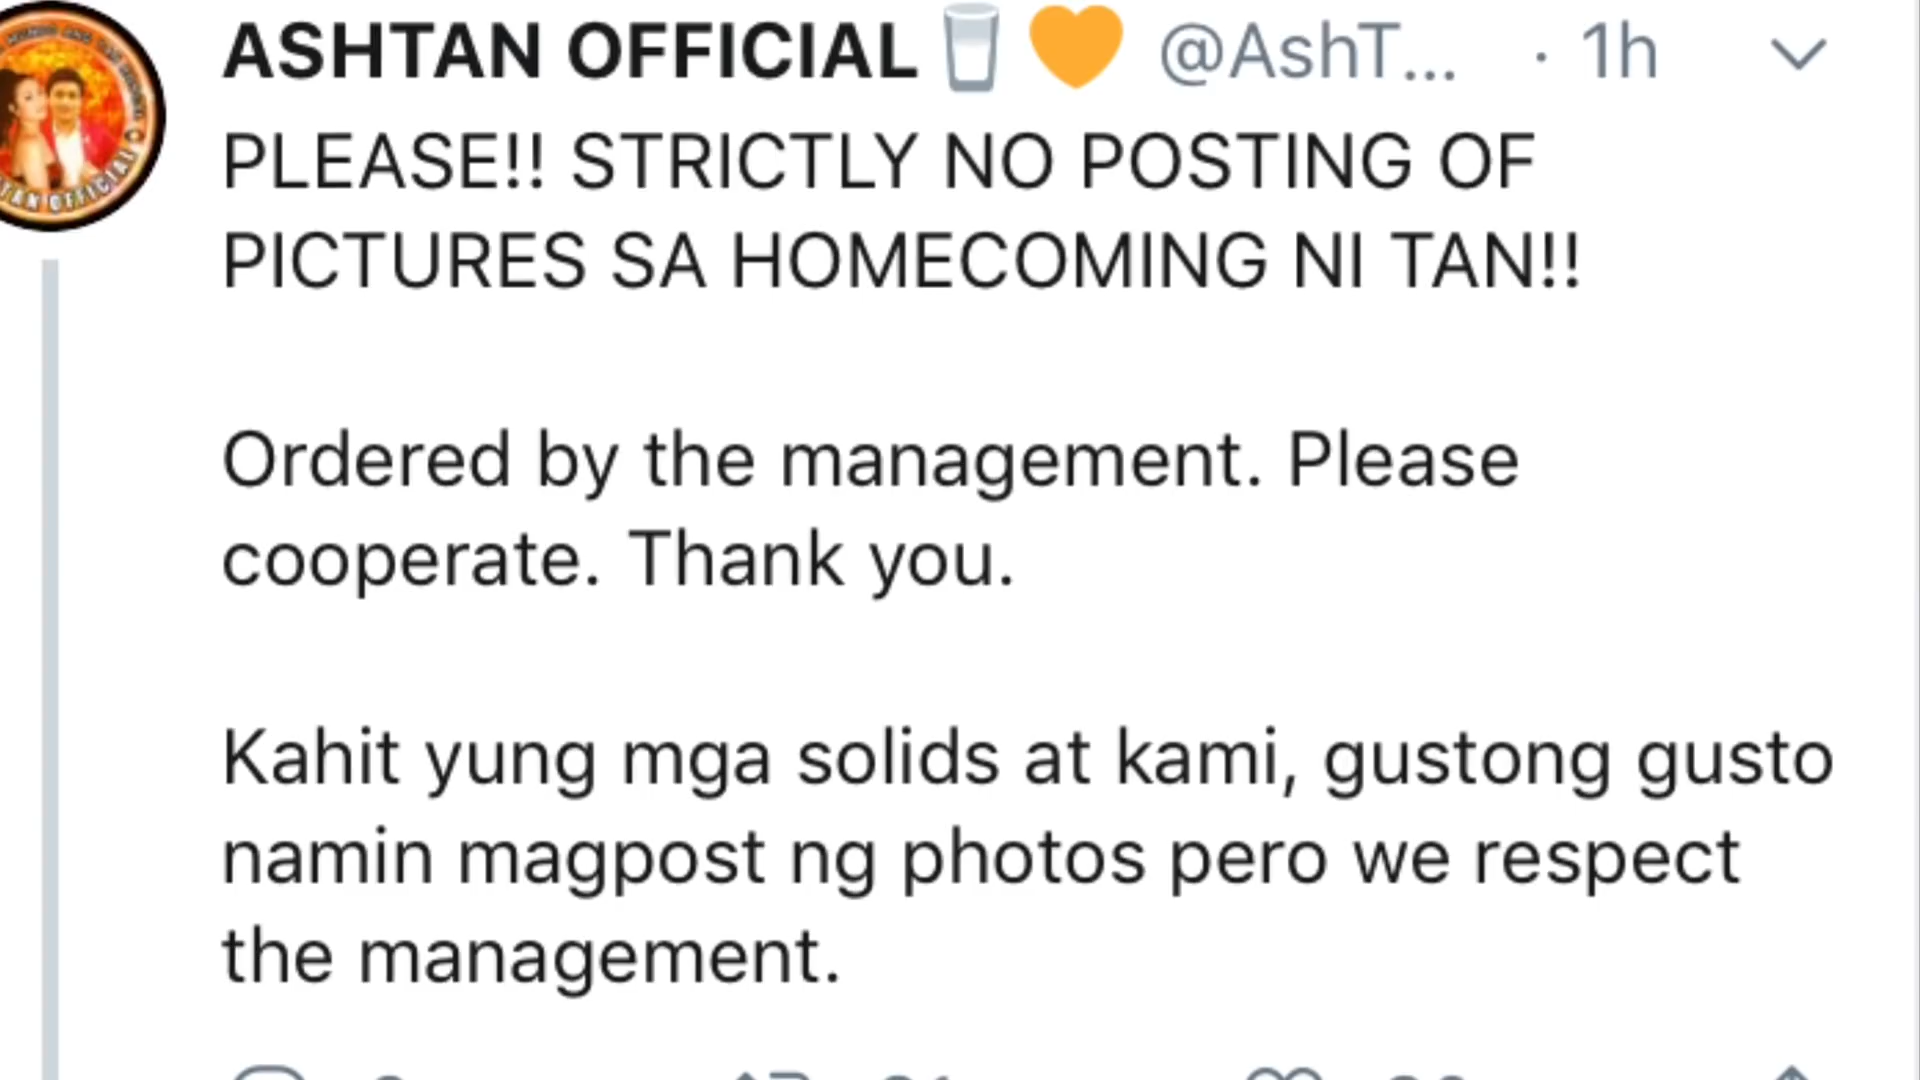 ASHTAN OFFICIAL🥛🧡 @AshT... · 1h
PLEASE!! STRICTLY NO POSTING OF
PICTURES SA HOMECOMING NI TAN!!
Ordered by the management. Please
cooperate. Thank you.
Kahit yung mga solids at kami, gustong gusto
namin magpost ng photos pero we respect
the management.